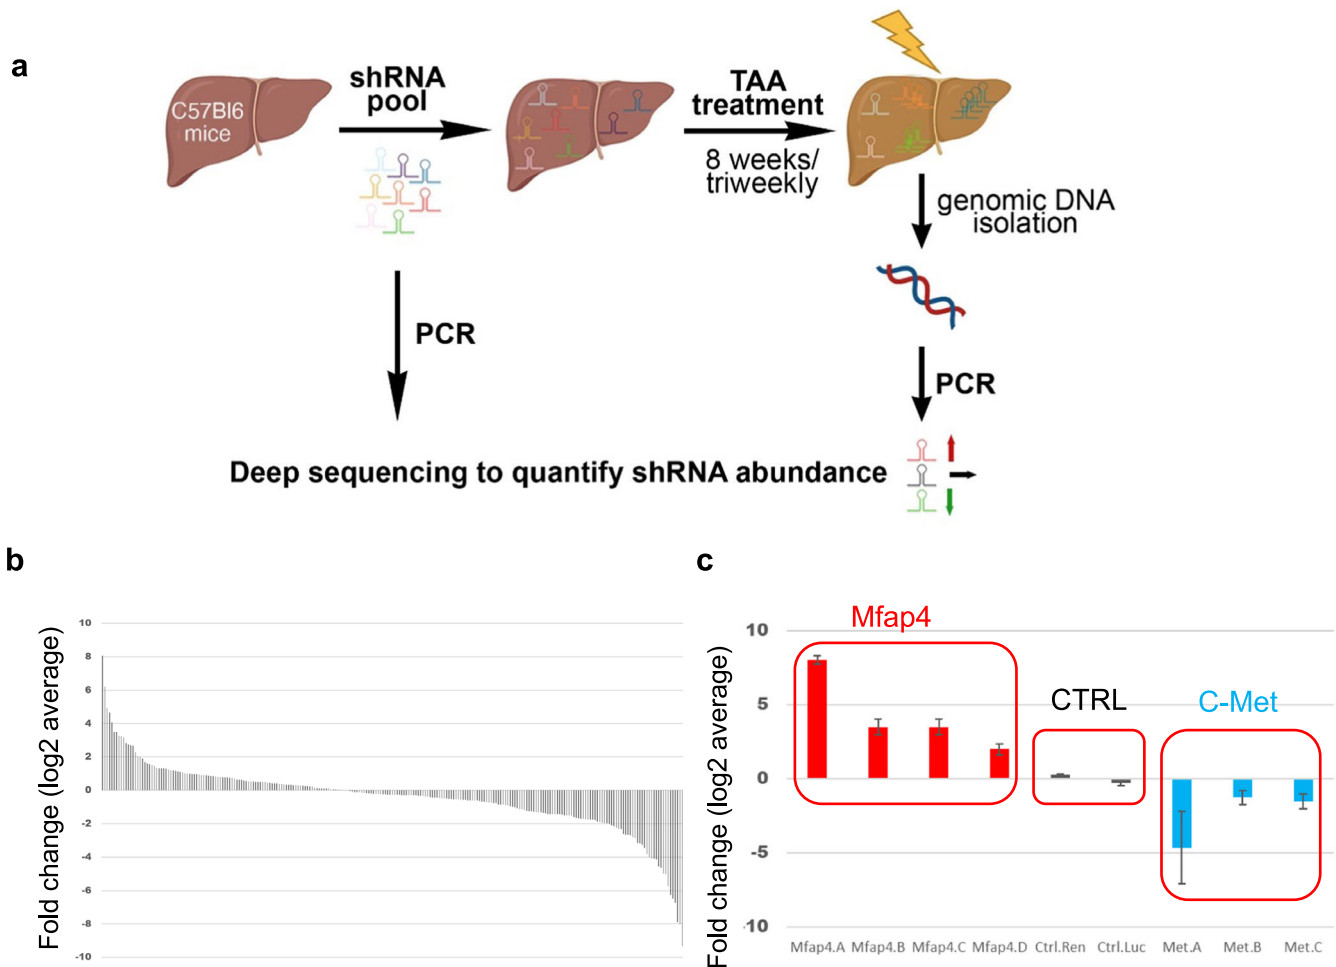 a
C57Bl6
mice
shRNA
pool
TAA
treatment
8 weeks/
triweekly
genomic DNA
isolation
PCR
PCR
Deep sequencing to quantify shRNA abundance
b
Fold change (log2 average)
10
8
6
4
2
0
-2
-4
-6
-8
-10
c
Fold change (log2 average)
10
5
0
-5
-10
Mfap4
CTRL
C-Met
Mfap4.A Mfap4.B Mfap4.C Mfap4.D Ctrl.Ren Ctrl.Luc Met.A Met.B Met.C